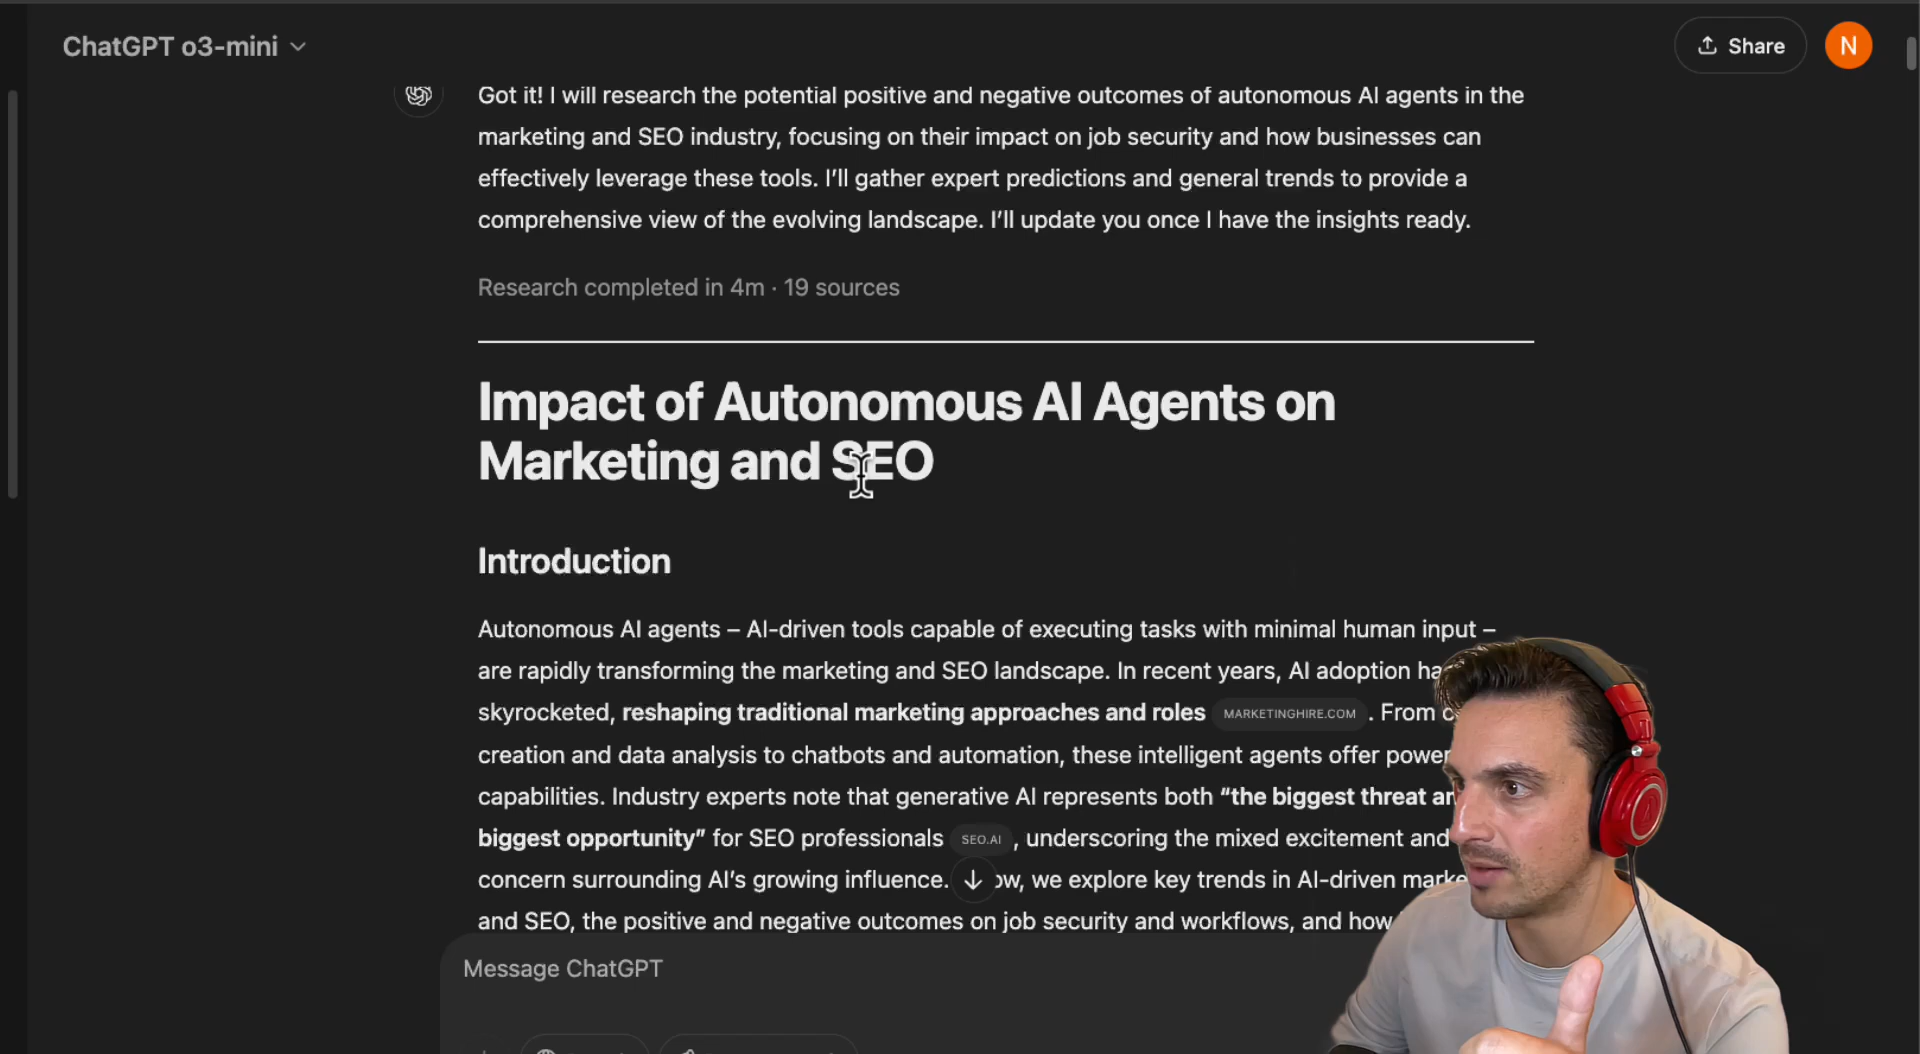 ChatGPT o3-mini
Share
N
Got it! I will research the potential positive and negative outcomes of autonomous AI agents in the
marketing and SEO industry, focusing on their impact on job security and how businesses can
effectively leverage these tools. I'll gather expert predictions and general trends to provide a
comprehensive view of the evolving landscape. I'll update you once I have the insights ready.
Research completed in 4m · 19 sources
Impact of Autonomous AI Agents on
Marketing and SEO
Introduction
Autonomous AI agents – AI-driven tools capable of executing tasks with minimal human input –
are rapidly transforming the marketing and SEO landscape. In recent years, AI adoption
skyrocketed, reshaping traditional marketing approaches and roles MARKETINGHIRE.COM . From
creation and data analysis to chatbots and automation, these intelligent agents offer
capabilities. Industry experts note that generative AI represents both “the biggest threat
biggest opportunity” for SEO professionals SEO.AI , underscoring the mixed excitement and
concern surrounding AI's growing influence. we explore key trends in AI-driven
and SEO, the positive and negative outcomes on job security and workflows, and how
Message ChatGPT